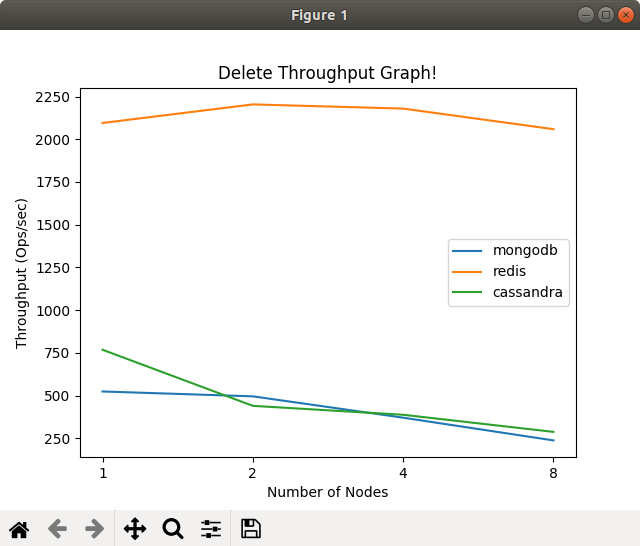 Figure 1
Delete Throughput Graph!
2250
2000
1750
1500
1250
1000
750
500
250
Throughput (Ops/sec)
mongodb
redis
cassandra
1 2 4 8
Number of Nodes